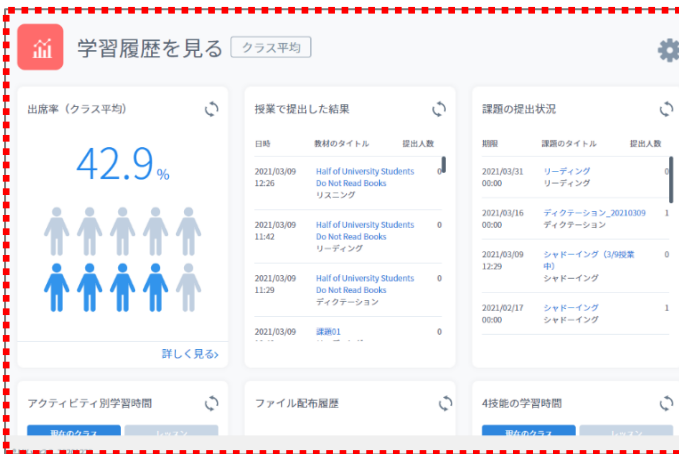 学習履歴を見る クラス平均
出席率（クラス平均）
42.9%
詳しく見る>
授業で提出した結果
日時 教材のタイトル 提出人数
2021/03/09 Half of University Students 0
12:26 Do Not Read Books
リスニング
2021/03/09 Half of University Students 0
11:42 Do Not Read Books
リーディング
2021/03/09 Half of University Students 0
11:29 Do Not Read Books
ディクテーション
2021/03/09 課題01 0
課題の提出状況
期限 課題のタイトル 提出人数
2021/03/31 リーディング 0
00:00 リーディング
2021/03/16 ディクテーション_20210309 1
00:00 ディクテーション
2021/03/09 シャドーイング（3/9授業 0
12:29 中）
シャドーイング
2021/02/17 シャドーイング 1
00:00 シャドーイング
アクティビティ別学習時間
現在のクラス レッスン
ファイル配布履歴
4技能の学習時間
現在のクラス レッスン